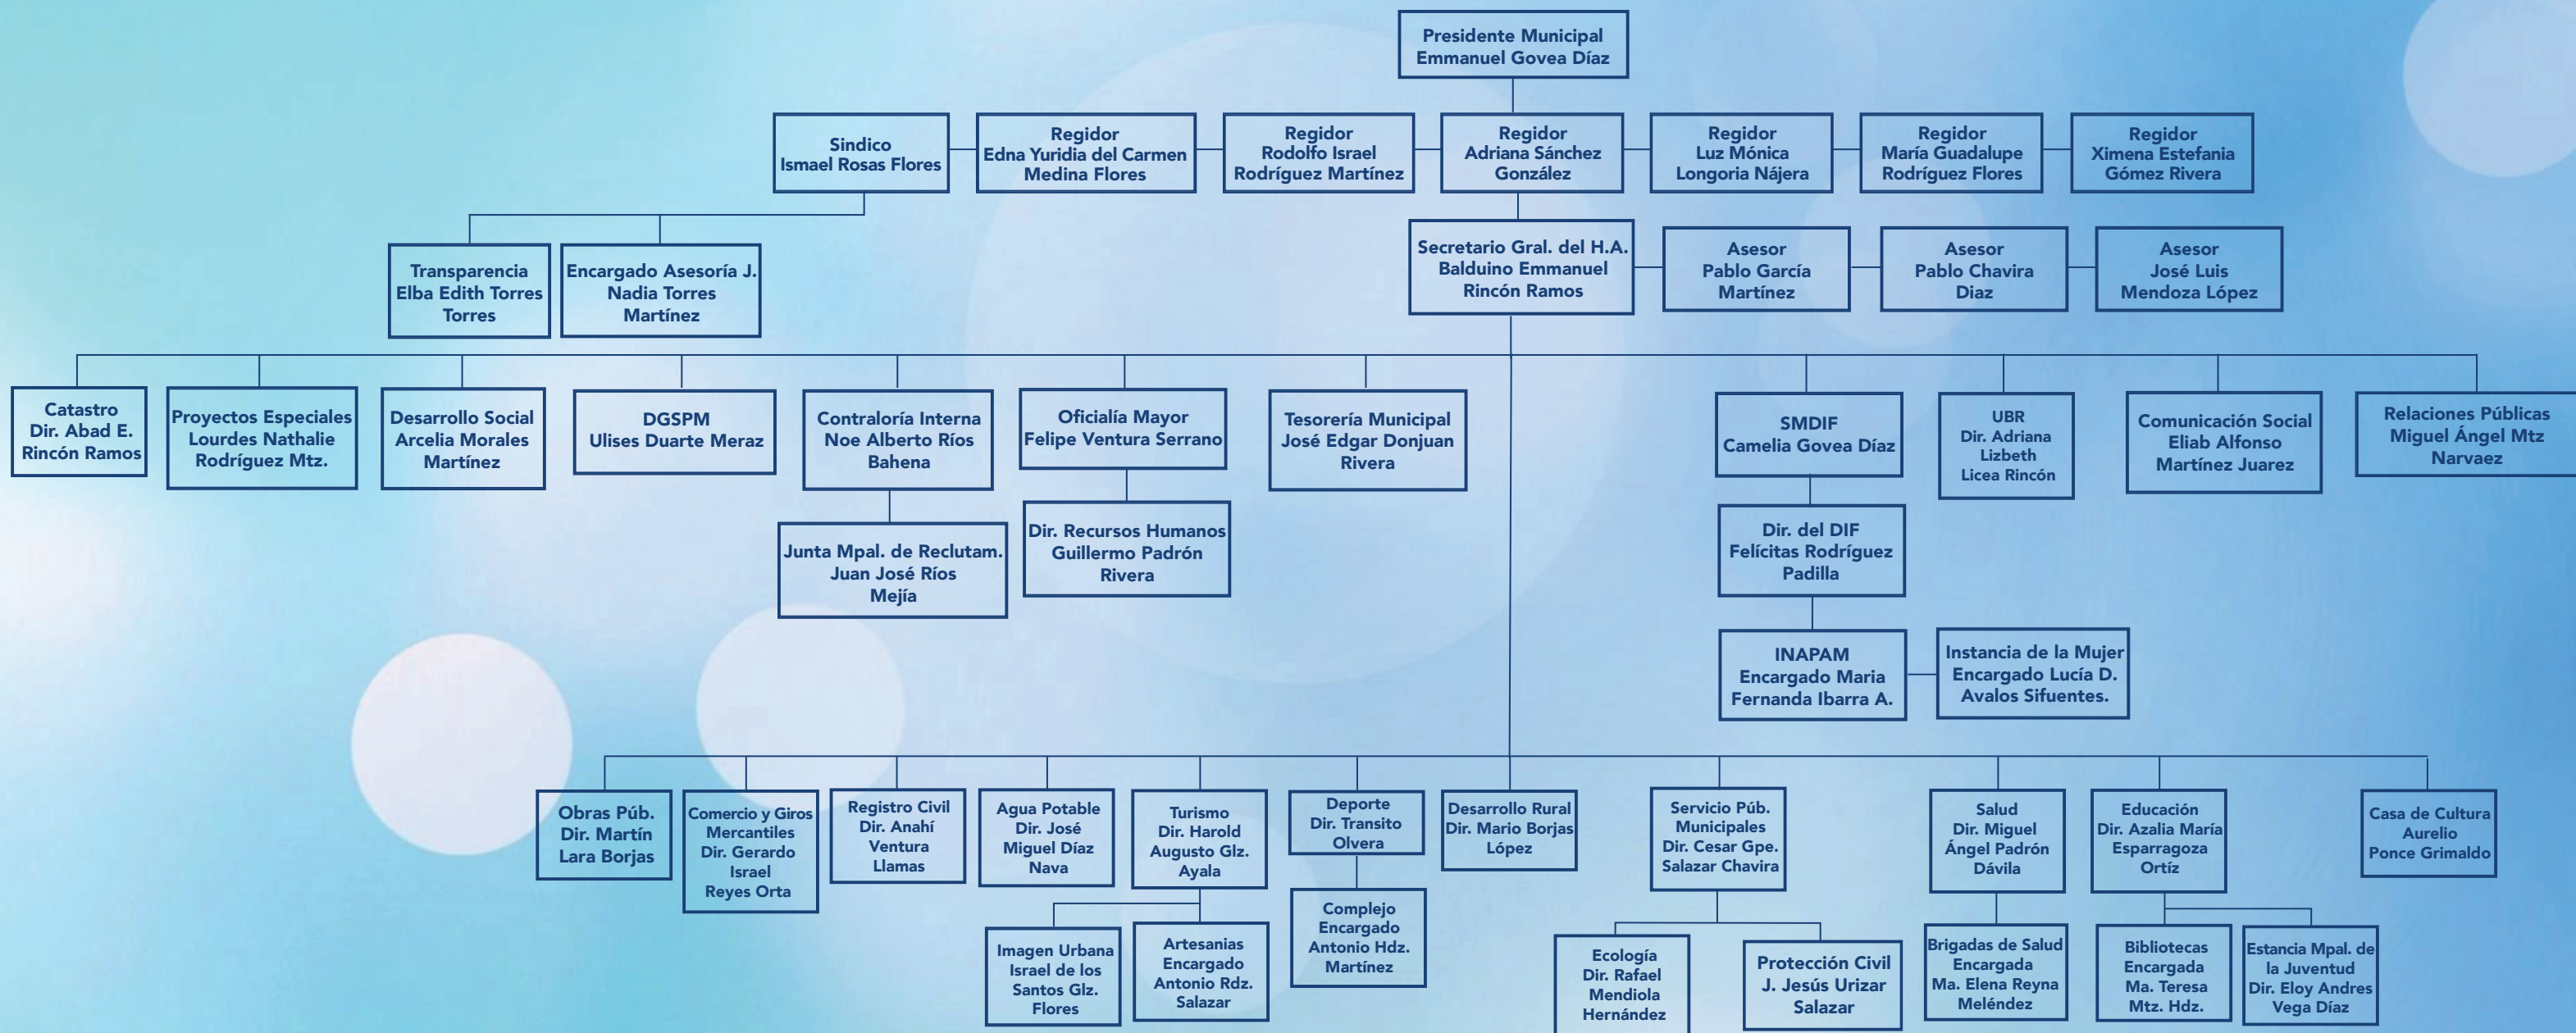 Presidente Municipal
Emmanuel Govea Díaz
Sindico
Ismael Rosas Flores
Regidor
Edna Yuridia del Carmen
Medina Flores
Regidor
Rodolfo Israel
Rodríguez Martínez
Regidor
Adriana Sánchez
González
Regidor
Luz Mónica
Longoria Nájera
Regidor
María Guadalupe
Rodríguez Flores
Regidor
Ximena Estefania
Gómez Rivera
Transparencia
Elba Edith Torres
Torres
Encargado Asesoría J.
Nadia Torres
Martínez
Secretario Gral. del H.A.
Balduino Emmanuel
Rincón Ramos
Asesor
Pablo García
Martínez
Asesor
Pablo Chavira
Diaz
Asesor
José Luis
Mendoza López
Catastro
Dir. Abad E.
Rincón Ramos
Proyectos Especiales
Lourdes Nathalie
Rodríguez Mtz.
Desarrollo Social
Arcelia Morales
Martínez
DGSPM
Ulises Duarte Meraz
Contraloría Interna
Noe Alberto Ríos
Bahena
Oficialía Mayor
Felipe Ventura Serrano
Tesorería Municipal
José Edgar Donjuan
Rivera
SMDIF
Camelia Govea Díaz
UBR
Dir. Adriana
Lizbeth
Licea Rincón
Comunicación Social
Eliab Alfonso
Martínez Juarez
Relaciones Públicas
Miguel Ángel Mtz
Narvaez
Junta Mpal. de Reclutam.
Juan José Ríos
Mejía
Dir. Recursos Humanos
Guillermo Padrón
Rivera
Dir. del DIF
Felícitas Rodríguez
Padilla
INAPAM
Encargado Maria
Fernanda Ibarra A.
Instancia de la Mujer
Encargado Lucía D.
Avalos Sifuentes.
Obras Púb.
Dir. Martín
Lara Borjas
Comercio y Giros
Mercantiles
Dir. Gerardo
Israel
Reyes Orta
Registro Civil
Dir. Anahí
Ventura
Llamas
Agua Potable
Dir. José
Miguel Díaz
Nava
Turismo
Dir. Harold
Augusto Glz.
Ayala
Deporte
Dir. Transito
Olvera
Desarrollo Rural
Dir. Mario Borjas
López
Servicio Púb.
Municipales
Dir. Cesar Gpe.
Salazar Chavira
Salud
Dir. Miguel
Ángel Padrón
Dávila
Educación
Dir. Azalia María
Esparragoza
Ortíz
Casa de Cultura
Aurelio
Ponce Grimaldo
Imagen Urbana
Israel de los
Santos Glz.
Flores
Artesanias
Encargado
Antonio Rdz.
Salazar
Complejo
Encargado
Antonio Hdz.
Martínez
Ecología
Dir. Rafael
Mendiola
Hernández
Protección Civil
J. Jesús Urizar
Salazar
Brigadas de Salud
Encargada
Ma. Elena Reyna
Meléndez
Bibliotecas
Encargada
Ma. Teresa
Mtz. Hdz.
Estancia Mpal. de
la Juventud
Dir. Eloy Andres
Vega Díaz